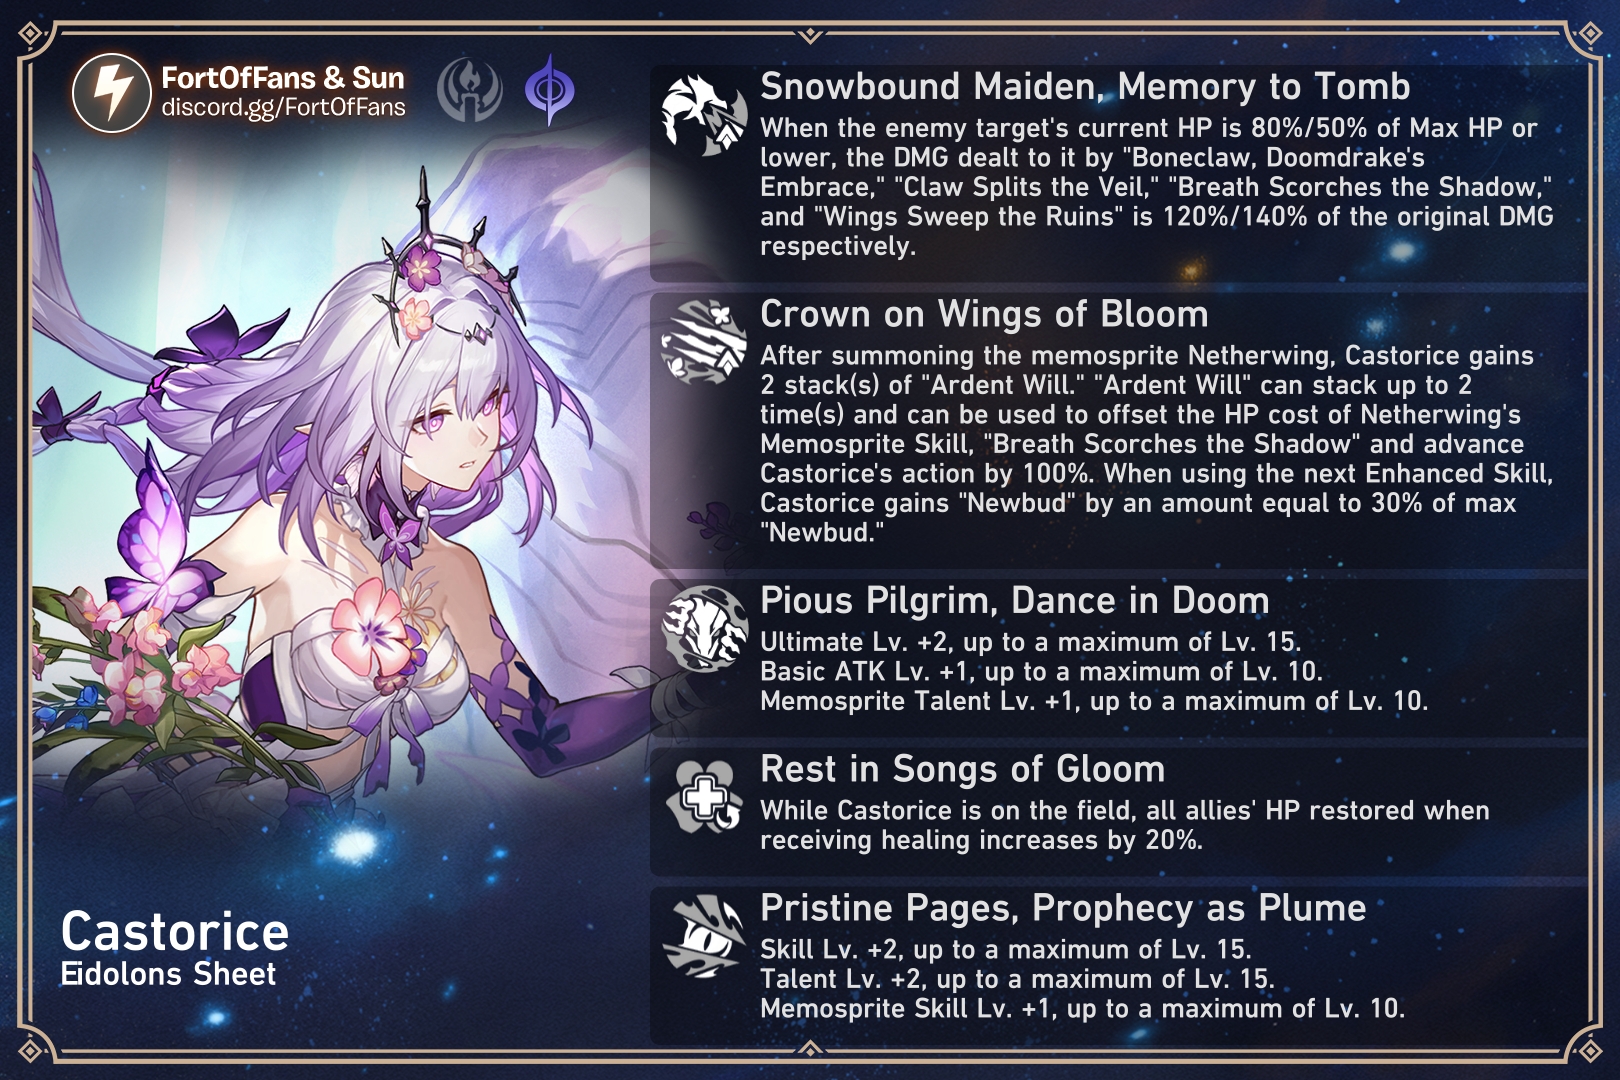 FortOfFans & Sun
discord.gg/FortOfFans
Snowbound Maiden, Memory to Tomb
When the enemy target's current HP is 80%/50% of Max HP or
lower, the DMG dealt to it by "Boneclaw, Doomdrake's
Embrace," "Claw Splits the Veil," "Breath Scorches the Shadow,"
and "Wings Sweep the Ruins" is 120%/140% of the original DMG
respectively.
Crown on Wings of Bloom
After summoning the memosprite Netherwing, Castorice gains
2 stack(s) of "Ardent Will." "Ardent Will" can stack up to 2
time(s) and can be used to offset the HP cost of Netherwing's
Memosprite Skill, "Breath Scorches the Shadow" and advance
Castorice's action by 100%. When using the next Enhanced Skill,
Castorice gains "Newbud" by an amount equal to 30% of max
"Newbud."
Pious Pilgrim, Dance in Doom
Ultimate Lv. +2, up to a maximum of Lv. 15.
Basic ATK Lv. +1, up to a maximum of Lv. 10.
Memosprite Talent Lv. +1, up to a maximum of Lv. 10.
Rest in Songs of Gloom
While Castorice is on the field, all allies' HP restored when
receiving healing increases by 20%.
Pristine Pages, Prophecy as Plume
Skill Lv. +2, up to a maximum of Lv. 15.
Talent Lv. +2, up to a maximum of Lv. 15.
Memosprite Skill Lv. +1, up to a maximum of Lv. 10.
Castorice
Eidolons Sheet